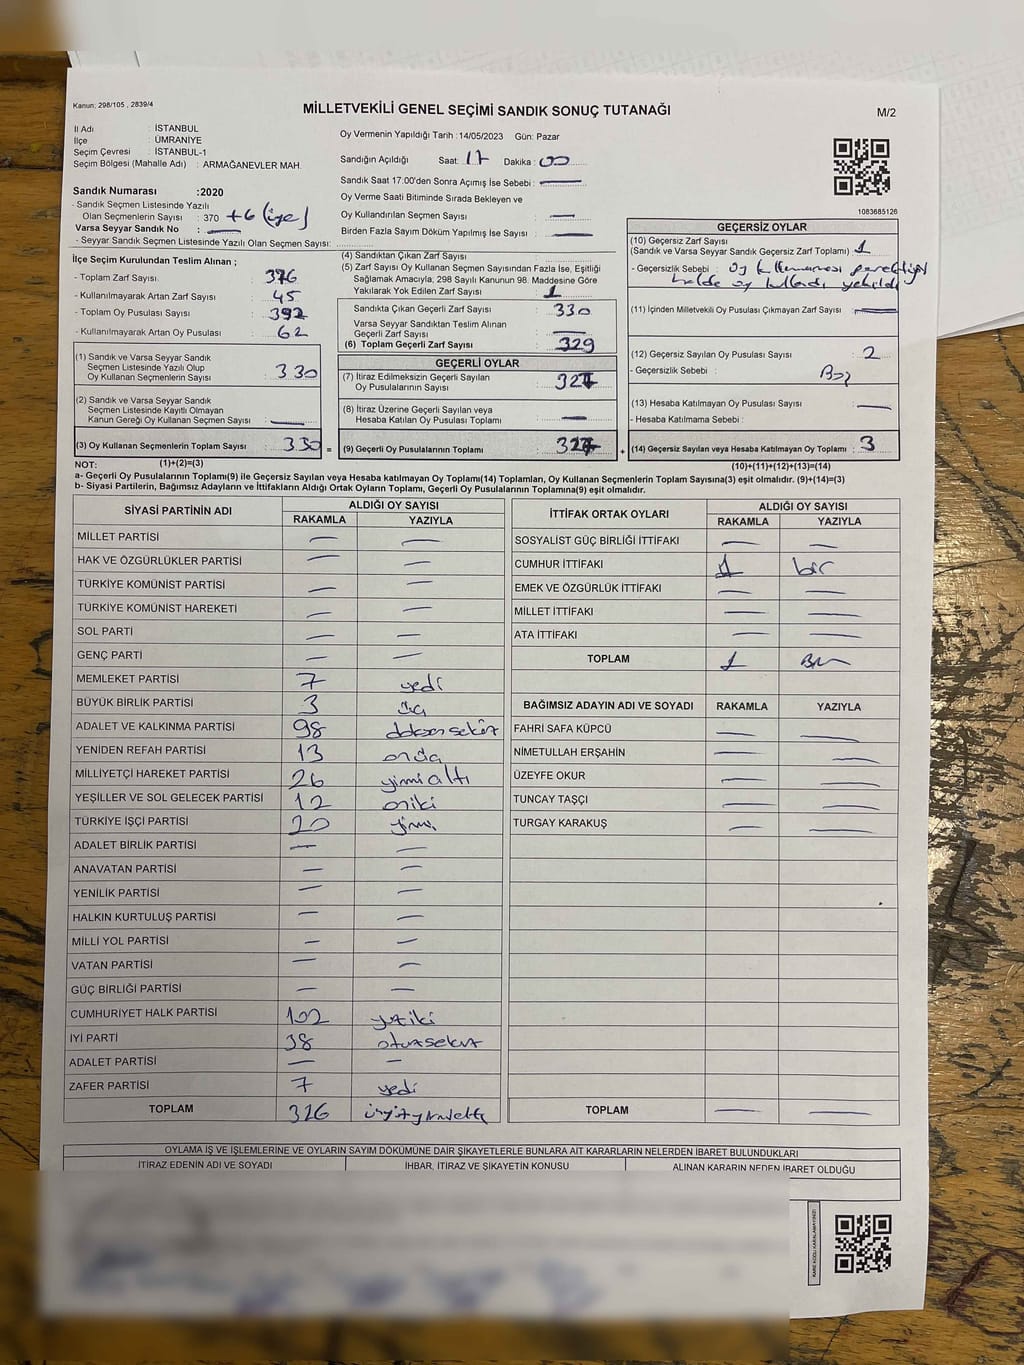 Kanun; 298/105 , 2839/4
MİLLETVEKİLİ GENEL SEÇİMİ SANDIK SONUÇ TUTANAĞI
M/2
İl Adı : İSTANBUL
İlçe : ÜMRANİYE
Seçim Çevresi : İSTANBUL-1
Seçim Bölgesi (Mahalle Adı) : ARMAĞANEVLER MAH.
Oy Vermenin Yapıldığı Tarih :14/05/2023 Gün: Pazar
Sandığın Açıldığı Saat: 17 Dakika : 00
Sandık Saat 17:00'den Sonra Açımış İse Sebebi : —
Oy Verme Saati Bitiminde Sırada Bekleyen ve
Oy Kullandırılan Seçmen Sayısı : —
Birden Fazla Sayım Döküm Yapılmış İse Sayısı : —
1083685126
Sandık Numarası :2020
- Sandık Seçmen Listesinde Yazılı
Olan Seçmenlerin Sayısı : 370 +6 (üye)
Varsa Seyyar Sandık No : —
- Seyyar Sandık Seçmen Listesinde Yazılı Olan Seçmen Sayısı:
İlçe Seçim Kurulundan Teslim Alınan ;
- Toplam Zarf Sayısı : 376
- Kullanılmayarak Artan Zarf Sayısı : 45
- Toplam Oy Pusulası Sayısı : 392
- Kullanılmayarak Artan Oy Pusulası : 62
(1) Sandık ve Varsa Seyyar Sandık
Seçmen Listesinde Yazılı Olup
Oy Kullanan Seçmenlerin Sayısı : 330
(2) Sandık ve Varsa Seyyar Sandık
Seçmen Listesinde Kayıtlı Olmayan
Kanun Gereği Oy Kullanan Seçmen Sayısı : —
(3) Oy Kullanan Seçmenlerin Toplam Sayısı : 330 =
(4) Sandıktan Çıkan Zarf Sayısı :
(5) Zarf Sayısı Oy Kullanan Seçmen Sayısından Fazla İse, Eşitliği
Sağlamak Amacıyla, 298 Sayılı Kanunun 98. Maddesine Göre
Yakılarak Yok Edilen Zarf Sayısı : 1
Sandıkta Çıkan Geçerli Zarf Sayısı : 330
Varsa Seyyar Sandıktan Teslim Alınan
Geçerli Zarf Sayısı : —
(6) Toplam Geçerli Zarf Sayısı : 329
GEÇERLİ OYLAR
(7) İtiraz Edilmeksizin Geçerli Sayılan
Oy Pusulalarının Sayısı : 327
(8) İtiraz Üzerine Geçerli Sayılan veya
Hesaba Katılan Oy Pusulası Toplamı : —
(9) Geçerli Oy Pusulalarının Toplamı : 327 +
GEÇERSİZ OYLAR
(10) Geçersiz Zarf Sayısı
(Sandık ve Varsa Seyyar Sandık Geçersiz Zarf Toplamı) : 1
- Geçersizlik Sebebi : oy kullanmaması gerektiği
halde oy kullandı, yakıldı
(11) İçinden Milletvekili Oy Pusulası Çıkmayan Zarf Sayısı : —
(12) Geçersiz Sayılan Oy Pusulası Sayısı : 2
- Geçersizlik Sebebi : Boş
(13) Hesaba Katılmayan Oy Pusulası Sayısı : —
- Hesaba Katılmama Sebebi :
(14) Geçersiz Sayılan veya Hesaba Katılmayan Oy Toplamı : 3
NOT: (1)+(2)=(3)
(10)+(11)+(12)+(13)=(14)
a- Geçerli Oy Pusulalarının Toplamı(9) ile Geçersiz Sayılan veya Hesaba Katılmayan Oy Toplamı(14) Toplamları, Oy Kullanan Seçmenlerin Toplam Sayısına(3) eşit olmalıdır. (9)+(14)=(3)
b- Siyasi Partilerin, Bağımsız Adayların ve İttifakların Aldığı Ortak Oyların Toplamı, Geçerli Oy Pusulalarının Toplamına(9) eşit olmalıdır.
SİYASİ PARTİNİN ADI ALDIĞI OY SAYISI
RAKAMLA YAZIYLA
MİLLET PARTİSİ — —
HAK VE ÖZGÜRLÜKLER PARTİSİ — —
TÜRKİYE KOMÜNİST PARTİSİ — —
TÜRKİYE KOMÜNİST HAREKETİ — —
SOL PARTİ — —
GENÇ PARTİ — —
MEMLEKET PARTİSİ 7 yedi
BÜYÜK BİRLİK PARTİSİ 3 üç
ADALET VE KALKINMA PARTİSİ 98 doksansekiz
YENİDEN REFAH PARTİSİ 13 onüç
MİLLİYETÇİ HAREKET PARTİSİ 26 yirmialtı
YEŞİLLER VE SOL GELECEK PARTİSİ 12 oniki
TÜRKİYE İŞÇİ PARTİSİ 20 yirmi
ADALET BİRLİK PARTİSİ — —
ANAVATAN PARTİSİ — —
YENİLİK PARTİSİ — —
HALKIN KURTULUŞ PARTİSİ — —
MİLLİ YOL PARTİSİ — —
VATAN PARTİSİ — —
GÜÇ BİRLİĞİ PARTİSİ — —
CUMHURİYET HALK PARTİSİ 102 yüziki
İYİ PARTİ 38 otuzsekiz
ADALET PARTİSİ — —
ZAFER PARTİSİ 7 yedi
TOPLAM 326 üçyüzyirmialtı
İTTİFAK ORTAK OYLARI ALDIĞI OY SAYISI
RAKAMLA YAZIYLA
SOSYALİST GÜÇ BİRLİĞİ İTTİFAKI — —
CUMHUR İTTİFAKI 1 bir
EMEK VE ÖZGÜRLÜK İTTİFAKI — —
MİLLET İTTİFAKI — —
ATA İTTİFAKI — —
TOPLAM 1 Bir
BAĞIMSIZ ADAYIN ADI VE SOYADI RAKAMLA YAZIYLA
FAHRİ SAFA KÜPCÜ — —
NİMETULLAH ERŞAHİN — —
ÜZEYFE OKUR — —
TUNCAY TAŞÇI — —
TURGAY KARAKUŞ — —
TOPLAM — —
OYLAMA İŞ VE İŞLEMLERİNE VE OYLARIN SAYIM DÖKÜMÜNE DAİR ŞİKAYETLERLE BUNLARA AİT KARARLARIN NELERDEN İBARET BULUNDUKLARI
İTİRAZ EDENİN ADI VE SOYADI İHBAR, İTİRAZ VE ŞİKAYETİN KONUSU ALINAN KARARIN NEDEN İBARET OLDUĞU